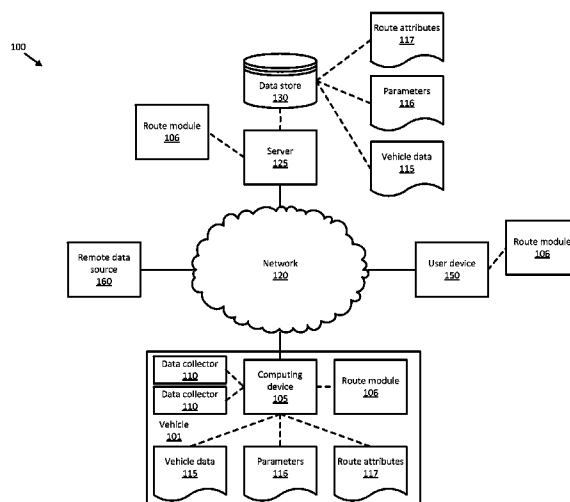 100
Route attributes
117
Data store
130
Parameters
116
Route module
106
Server
125
Vehicle data
115
Remote data
source
160
Network
120
User device
150
Route module
106
Data collector
110
Data collector
110
Computing
device
105
Route module
106
Vehicle
101
Vehicle data
115
Parameters
116
Route attributes
117